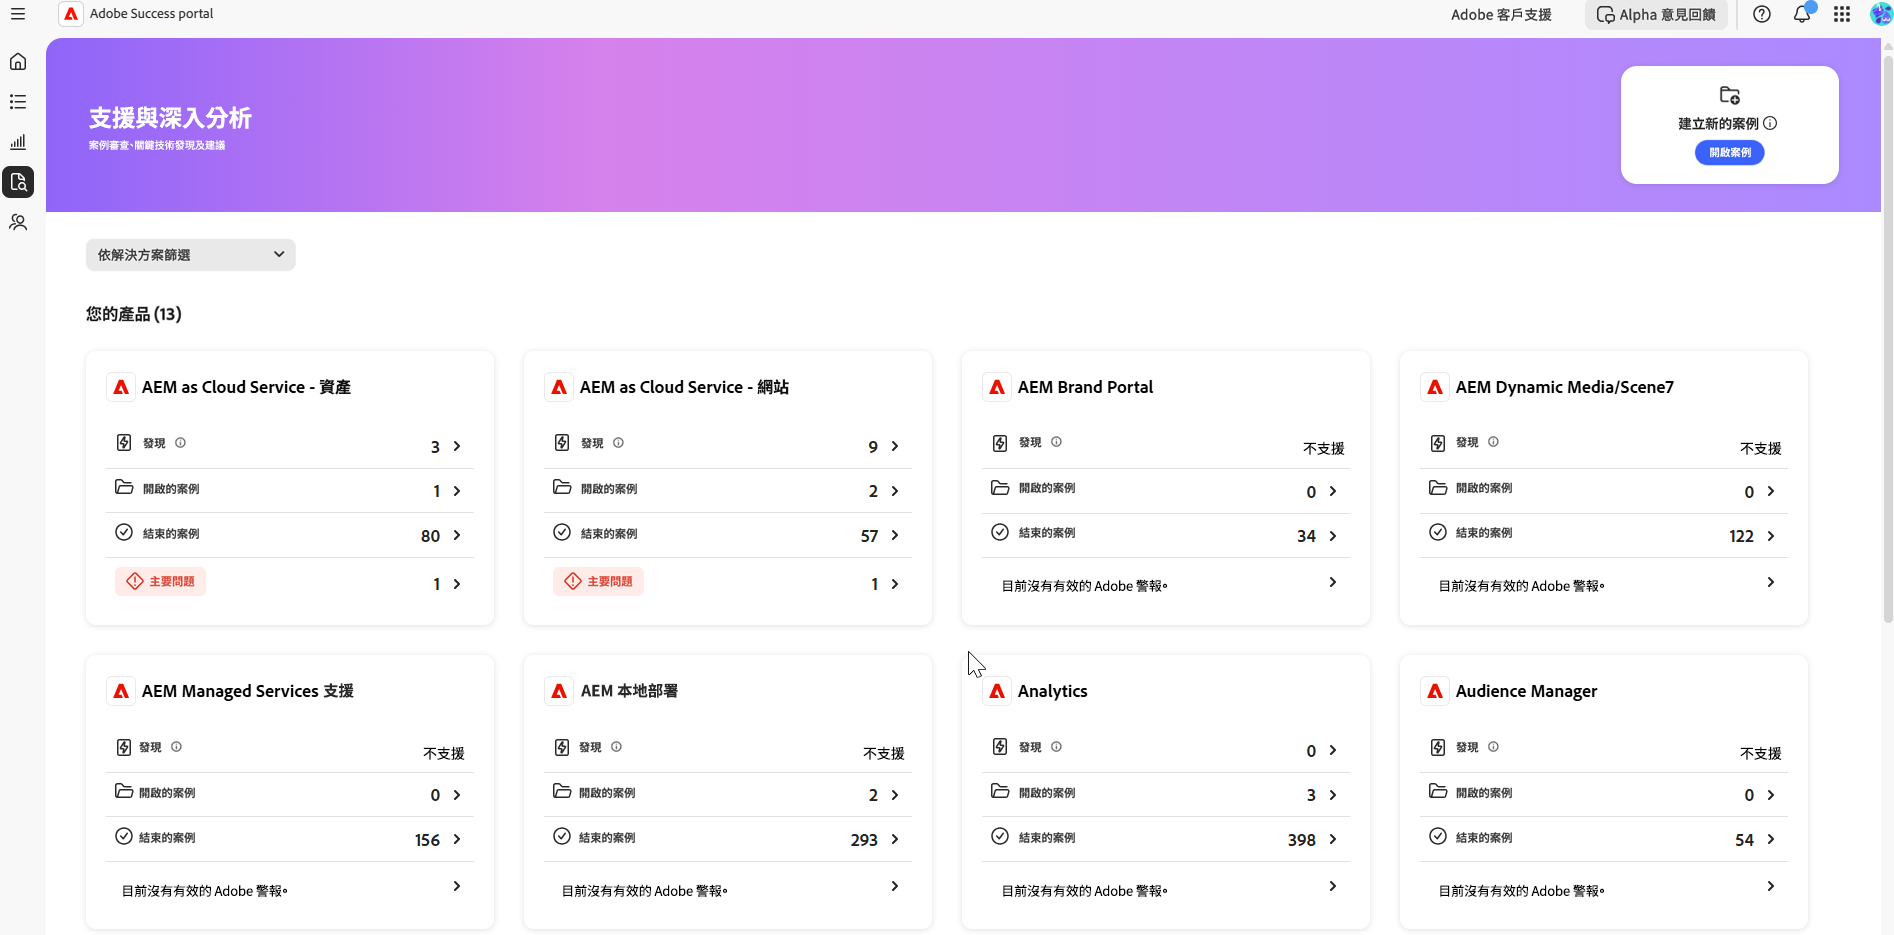 Adobe Success portal
Adobe 客戶支援
Alpha 意見回饋
支援與深入分析
案例審查、關鍵技術發現及建議
建立新的案例
開啟案例
依解決方案篩選
您的產品 (13)
AEM as Cloud Service - 資產
發現
3
開啟的案例
1
結束的案例
80
主要問題
1
AEM as Cloud Service - 網站
發現
9
開啟的案例
2
結束的案例
57
主要問題
1
AEM Brand Portal
發現
不支援
開啟的案例
0
結束的案例
34
目前沒有有效的 Adobe 警報。
AEM Dynamic Media/Scene7
發現
不支援
開啟的案例
0
結束的案例
122
目前沒有有效的 Adobe 警報。
AEM Managed Services 支援
發現
不支援
開啟的案例
0
結束的案例
156
目前沒有有效的 Adobe 警報。
AEM 本地部署
發現
不支援
開啟的案例
2
結束的案例
293
目前沒有有效的 Adobe 警報。
Analytics
發現
0
開啟的案例
3
結束的案例
398
目前沒有有效的 Adobe 警報。
Audience Manager
發現
不支援
開啟的案例
0
結束的案例
54
目前沒有有效的 Adobe 警報。